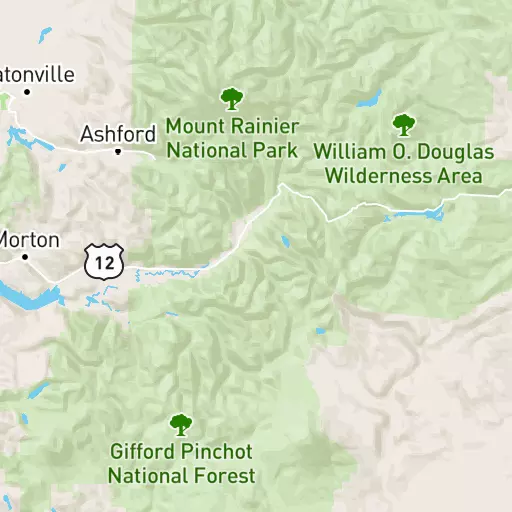 atonville
Ashford
Mount Rainier
National Park
William O. Douglas
Wilderness Area
Morton
12
Gifford Pinchot
National Forest